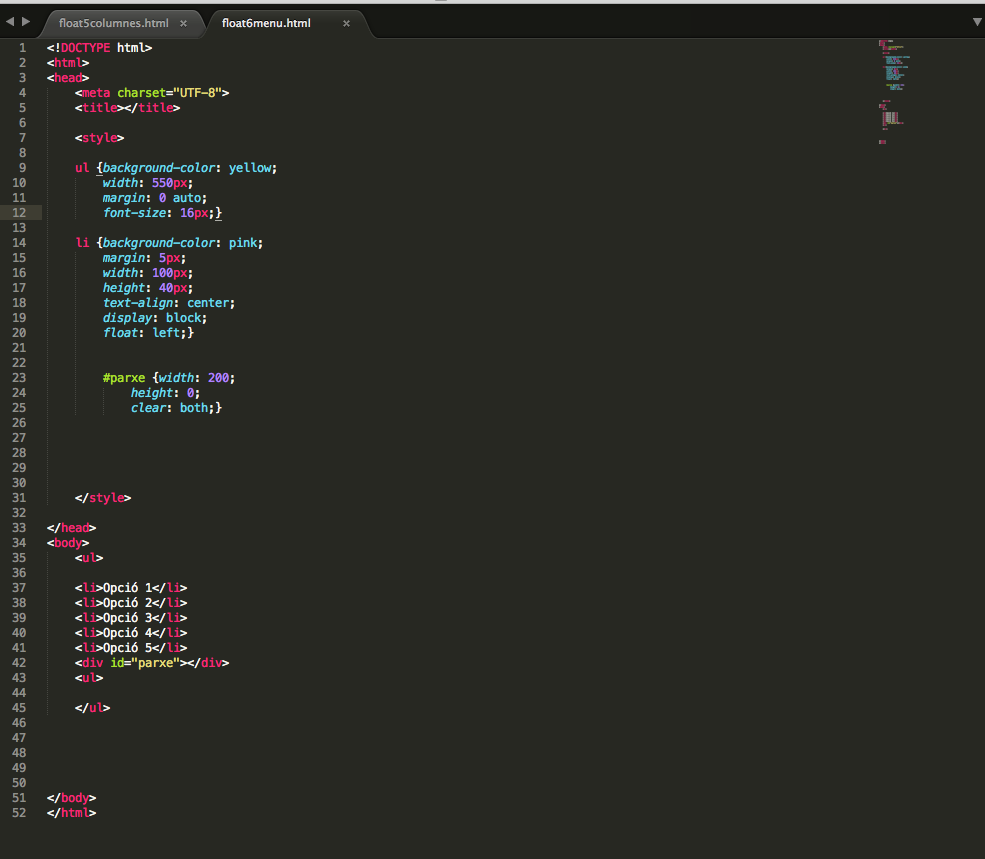 float5columnes.html × float6menu.html ×
1 <!DOCTYPE html>
2 <html>
3 <head>
4 <meta charset="UTF-8">
5 <title></title>
6
7 <style>
8
9 ul {background-color: yellow;
10 width: 550px;
11 margin: 0 auto;
12 font-size: 16px;}
13
14 li {background-color: pink;
15 margin: 5px;
16 width: 100px;
17 height: 40px;
18 text-align: center;
19 display: block;
20 float: left;}
21
22
23 #parxe {width: 200;
24 height: 0;
25 clear: both;}
26
27
28
29
30
31 </style>
32
33 </head>
34 <body>
35 <ul>
36
37 <li>Opció 1</li>
38 <li>Opció 2</li>
39 <li>Opció 3</li>
40 <li>Opció 4</li>
41 <li>Opció 5</li>
42 <div id="parxe"></div>
43 <ul>
44
45 </ul>
46
47
48
49
50
51 </body>
52 </html>